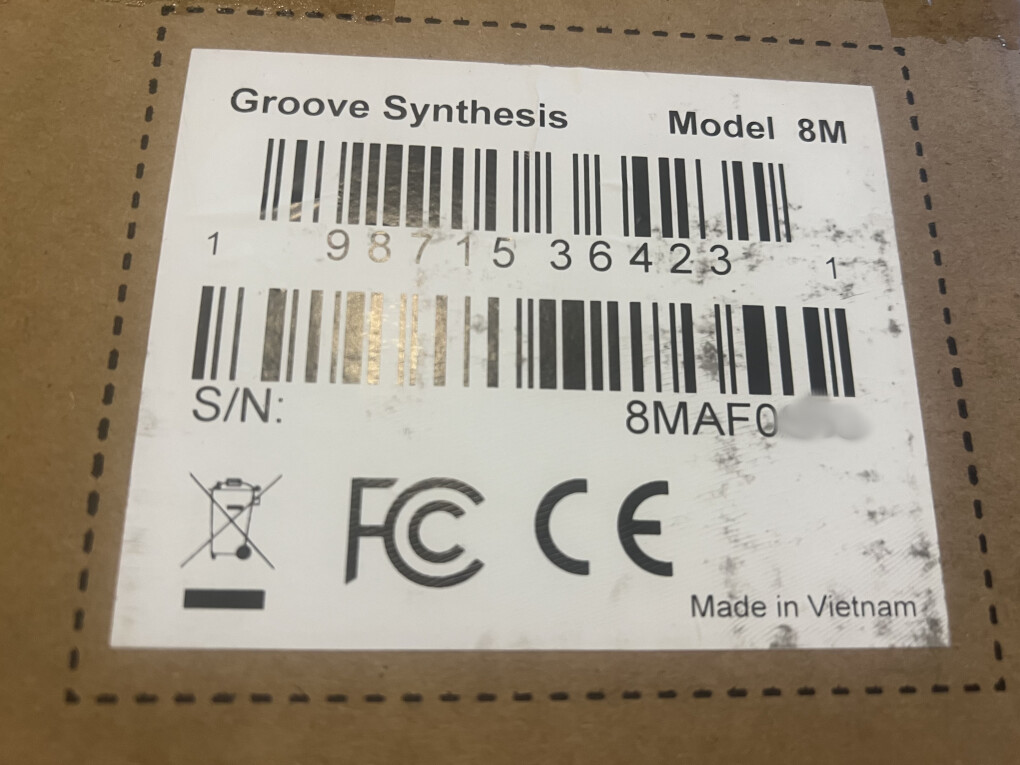 Groove Synthesis Model 8M
1 98715 36423 1
S/N: 8MAF0
FC CE
Made in Vietnam